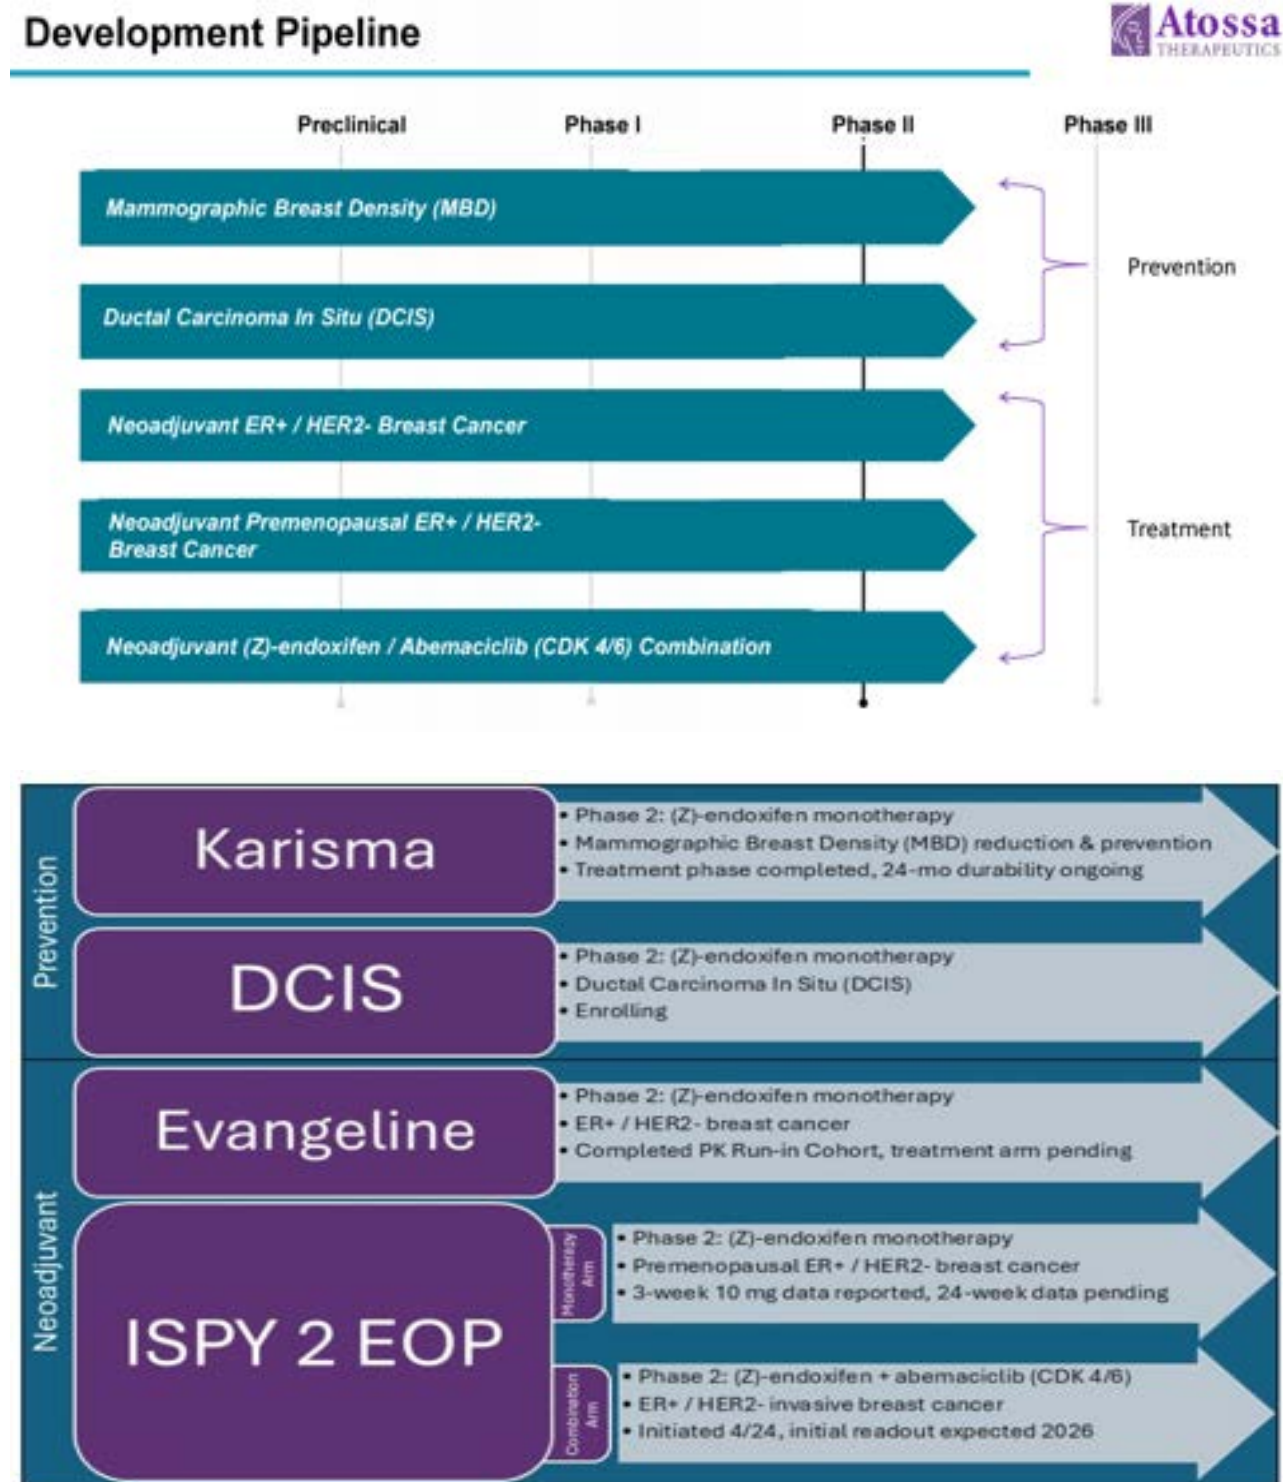 Development Pipeline
Atossa
THERAPEUTICS
Preclinical
Phase I
Phase II
Phase III
Mammographic Breast Density (MBD)
Ductal Carcinoma In Situ (DCIS)
Prevention
Neoadjuvant ER+ / HER2- Breast Cancer
Neoadjuvant Premenopausal ER+ / HER2-
Breast Cancer
Neoadjuvant (Z)-endoxifen / Abemaciclib (CDK 4/6) Combination
Treatment
Prevention
Karisma
• Phase 2: (Z)-endoxifen monotherapy
• Mammographic Breast Density (MBD) reduction & prevention
• Treatment phase completed, 24-mo durability ongoing
DCIS
• Phase 2: (Z)-endoxifen monotherapy
• Ductal Carcinoma In Situ (DCIS)
• Enrolling
Neoadjuvant
Evangeline
• Phase 2: (Z)-endoxifen monotherapy
• ER+ / HER2- breast cancer
• Completed PK Run-in Cohort, treatment arm pending
ISPY 2 EOP
Monotherapy
Arm
• Phase 2: (Z)-endoxifen monotherapy
• Premenopausal ER+ / HER2- breast cancer
• 3-week 10 mg data reported, 24-week data pending
Combination
Arm
• Phase 2: (Z)-endoxifen + abemaciclib (CDK 4/6)
• ER+ / HER2- invasive breast cancer
• Initiated 4/24, initial readout expected 2026